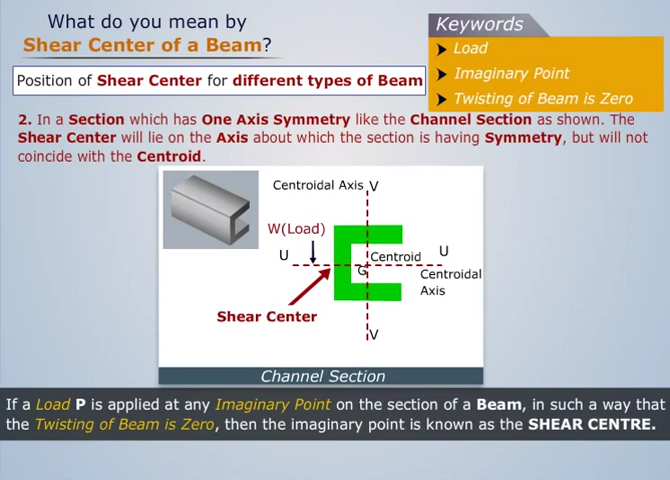 What do you mean by
Shear Center of a Beam?
Keywords
Load
Imaginary Point
Twisting of Beam is Zero
Position of Shear Center for different types of Beam
2. In a Section which has One Axis Symmetry like the Channel Section as shown. The
Shear Center will lie on the Axis about which the section is having Symmetry, but will not
coincide with the Centroid.
Centroidal Axis V
W(Load)
U
Centroid
U
G
Centroidal
Axis
Shear Center
V
Channel Section
If a Load P is applied at any Imaginary Point on the section of a Beam, in such a way that
the Twisting of Beam is Zero, then the imaginary point is known as the SHEAR CENTRE.